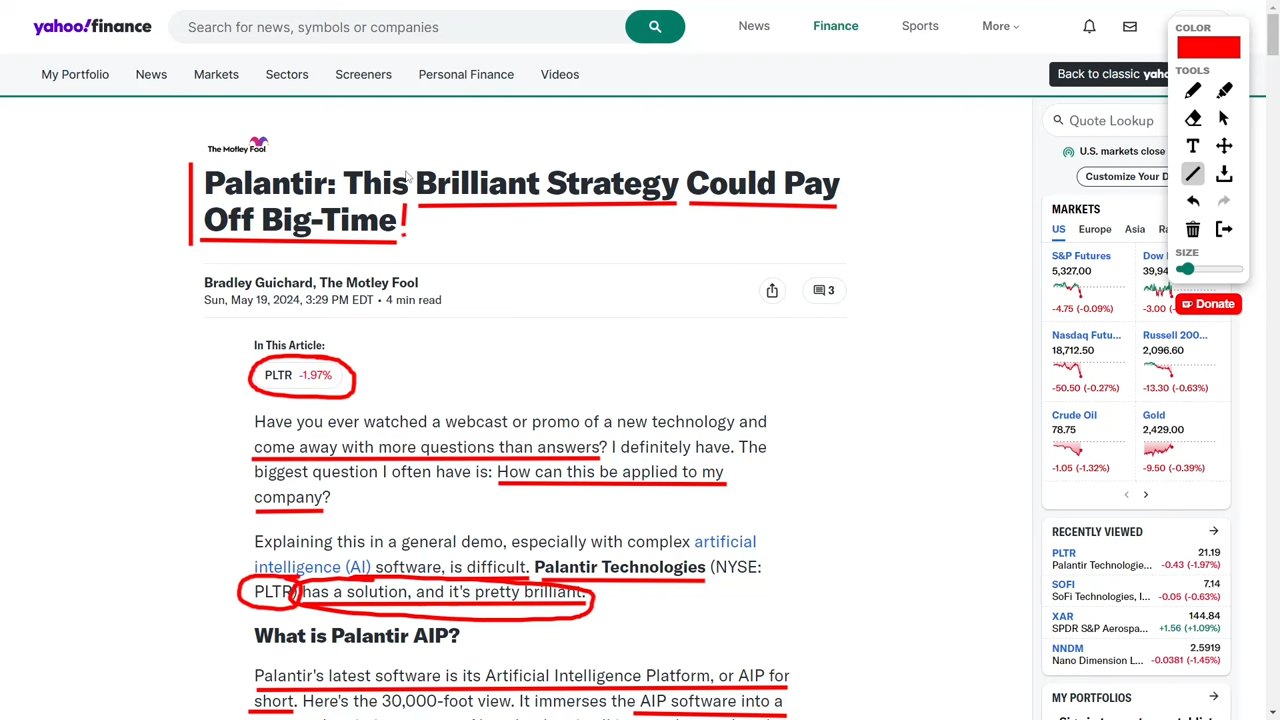 yahoo!finance
Search for news, symbols or companies
News
Finance
Sports
More
My Portfolio
News
Markets
Sectors
Screeners
Personal Finance
Videos
Back to classic yaho
COLOR
TOOLS
SIZE
Donate
The Motley Fool
Palantir: This Brilliant Strategy Could Pay
Off Big-Time!
Bradley Guichard, The Motley Fool
Sun, May 19, 2024, 3:29 PM EDT • 4 min read
3
In This Article:
PLTR -1.97%
Have you ever watched a webcast or promo of a new technology and
come away with more questions than answers? I definitely have. The
biggest question I often have is: How can this be applied to my
company?
Explaining this in a general demo, especially with complex artificial
intelligence (AI) software, is difficult. Palantir Technologies (NYSE:
PLTR) has a solution, and it's pretty brilliant.
What is Palantir AIP?
Palantir's latest software is its Artificial Intelligence Platform, or AIP for
short. Here's the 30,000-foot view. It immerses the AIP software into a
Quote Lookup
U.S. markets close
Customize Your D
MARKETS
US Europe Asia Ra
S&P Futures
5,327.00
-4.75 (-0.09%)
Dow
39,94
-3.00
Nasdaq Futu...
18,712.50
-50.50 (-0.27%)
Russell 200...
2,096.60
-13.30 (-0.63%)
Crude Oil
78.75
-1.05 (-1.32%)
Gold
2,429.00
-9.50 (-0.39%)
RECENTLY VIEWED
PLTR 21.19
Palantir Technologie... -0.43 (-1.97%)
SOFI 7.14
SoFi Technologies, I... -0.05 (-0.63%)
XAR 144.84
SPDR S&P Aerospa... +1.56 (+1.09%)
NNDM 2.5919
Nano Dimension L... -0.0381 (-1.45%)
MY PORTFOLIOS